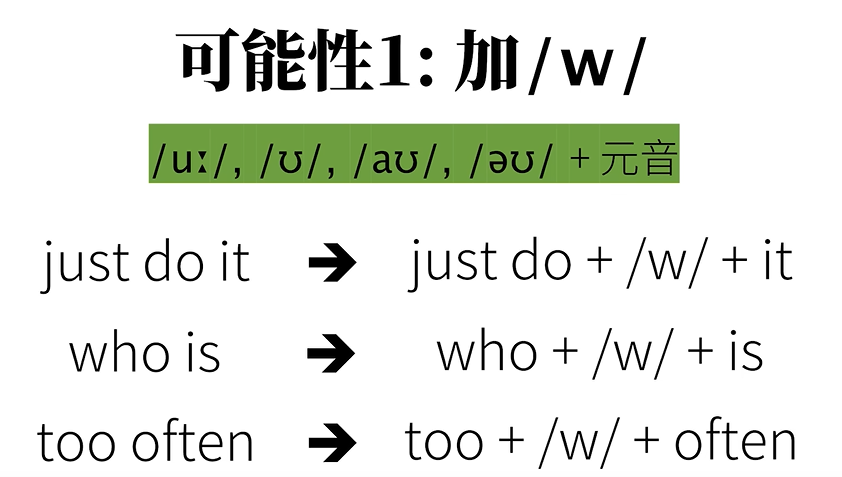 可能性1: 加/w/
/uː/, /ʊ/, /aʊ/, /əʊ/ + 元音
just do it ➔ just do + /w/ + it
who is ➔ who + /w/ + is
too often ➔ too + /w/ + often